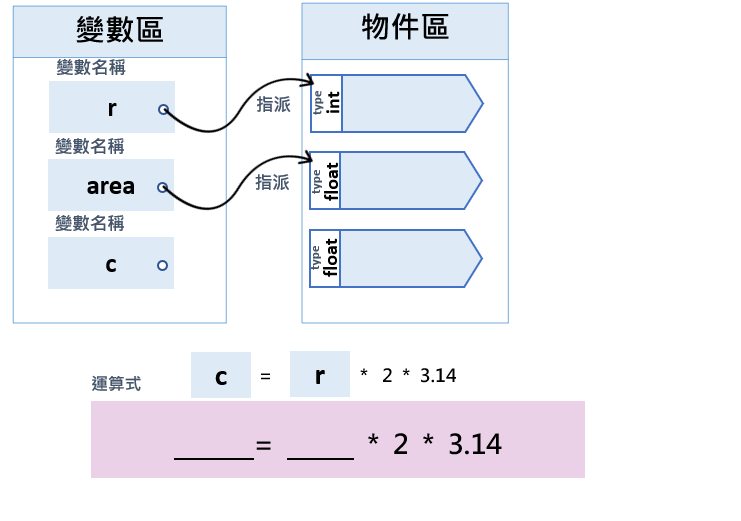 變數區
物件區
變數名稱
r
指派
type
int
變數名稱
area
指派
type
float
變數名稱
c
type
float
運算式
c = r * 2 * 3.14
______= _____ * 2 * 3.14